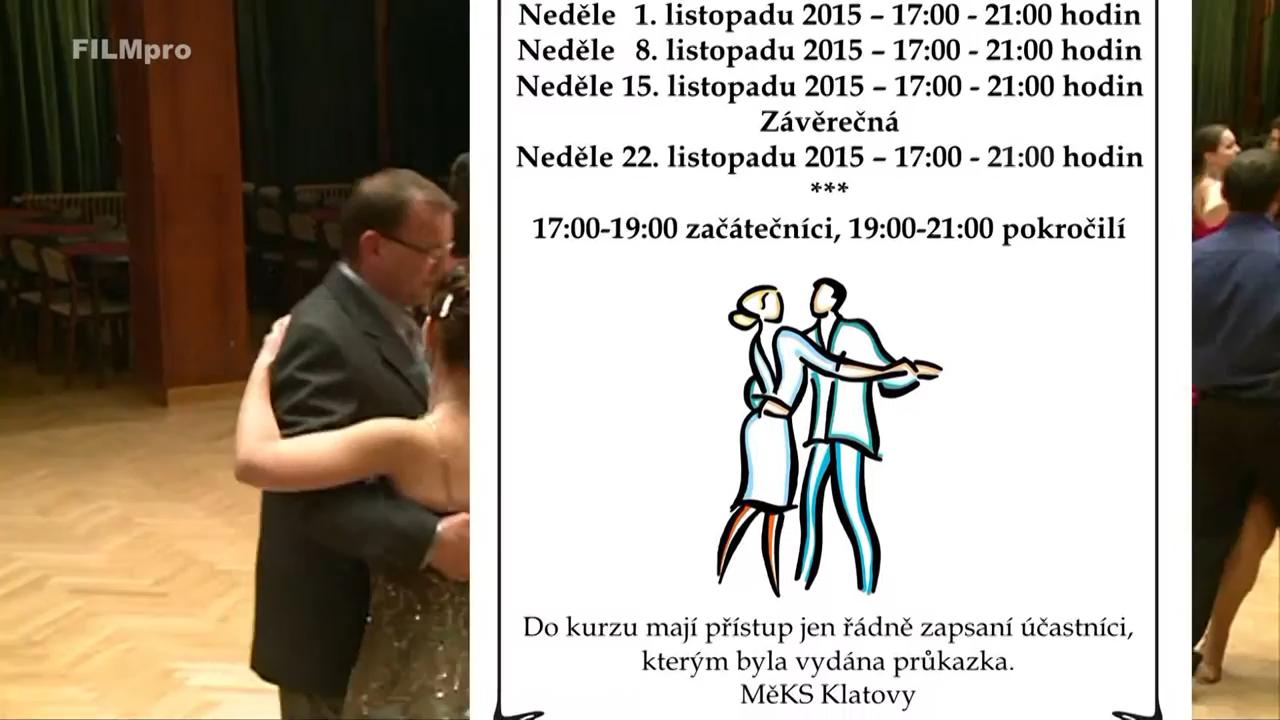 FILMpro
Neděle 1. listopadu 2015 – 17:00 - 21:00 hodin
Neděle 8. listopadu 2015 – 17:00 - 21:00 hodin
Neděle 15. listopadu 2015 – 17:00 - 21:00 hodin
Závěrečná
Neděle 22. listopadu 2015 – 17:00 - 21:00 hodin
***
17:00-19:00 začátečníci, 19:00-21:00 pokročilí
Do kurzu mají přístup jen řádně zapsaní účastníci,
kterým byla vydána průkazka.
MěKS Klatovy